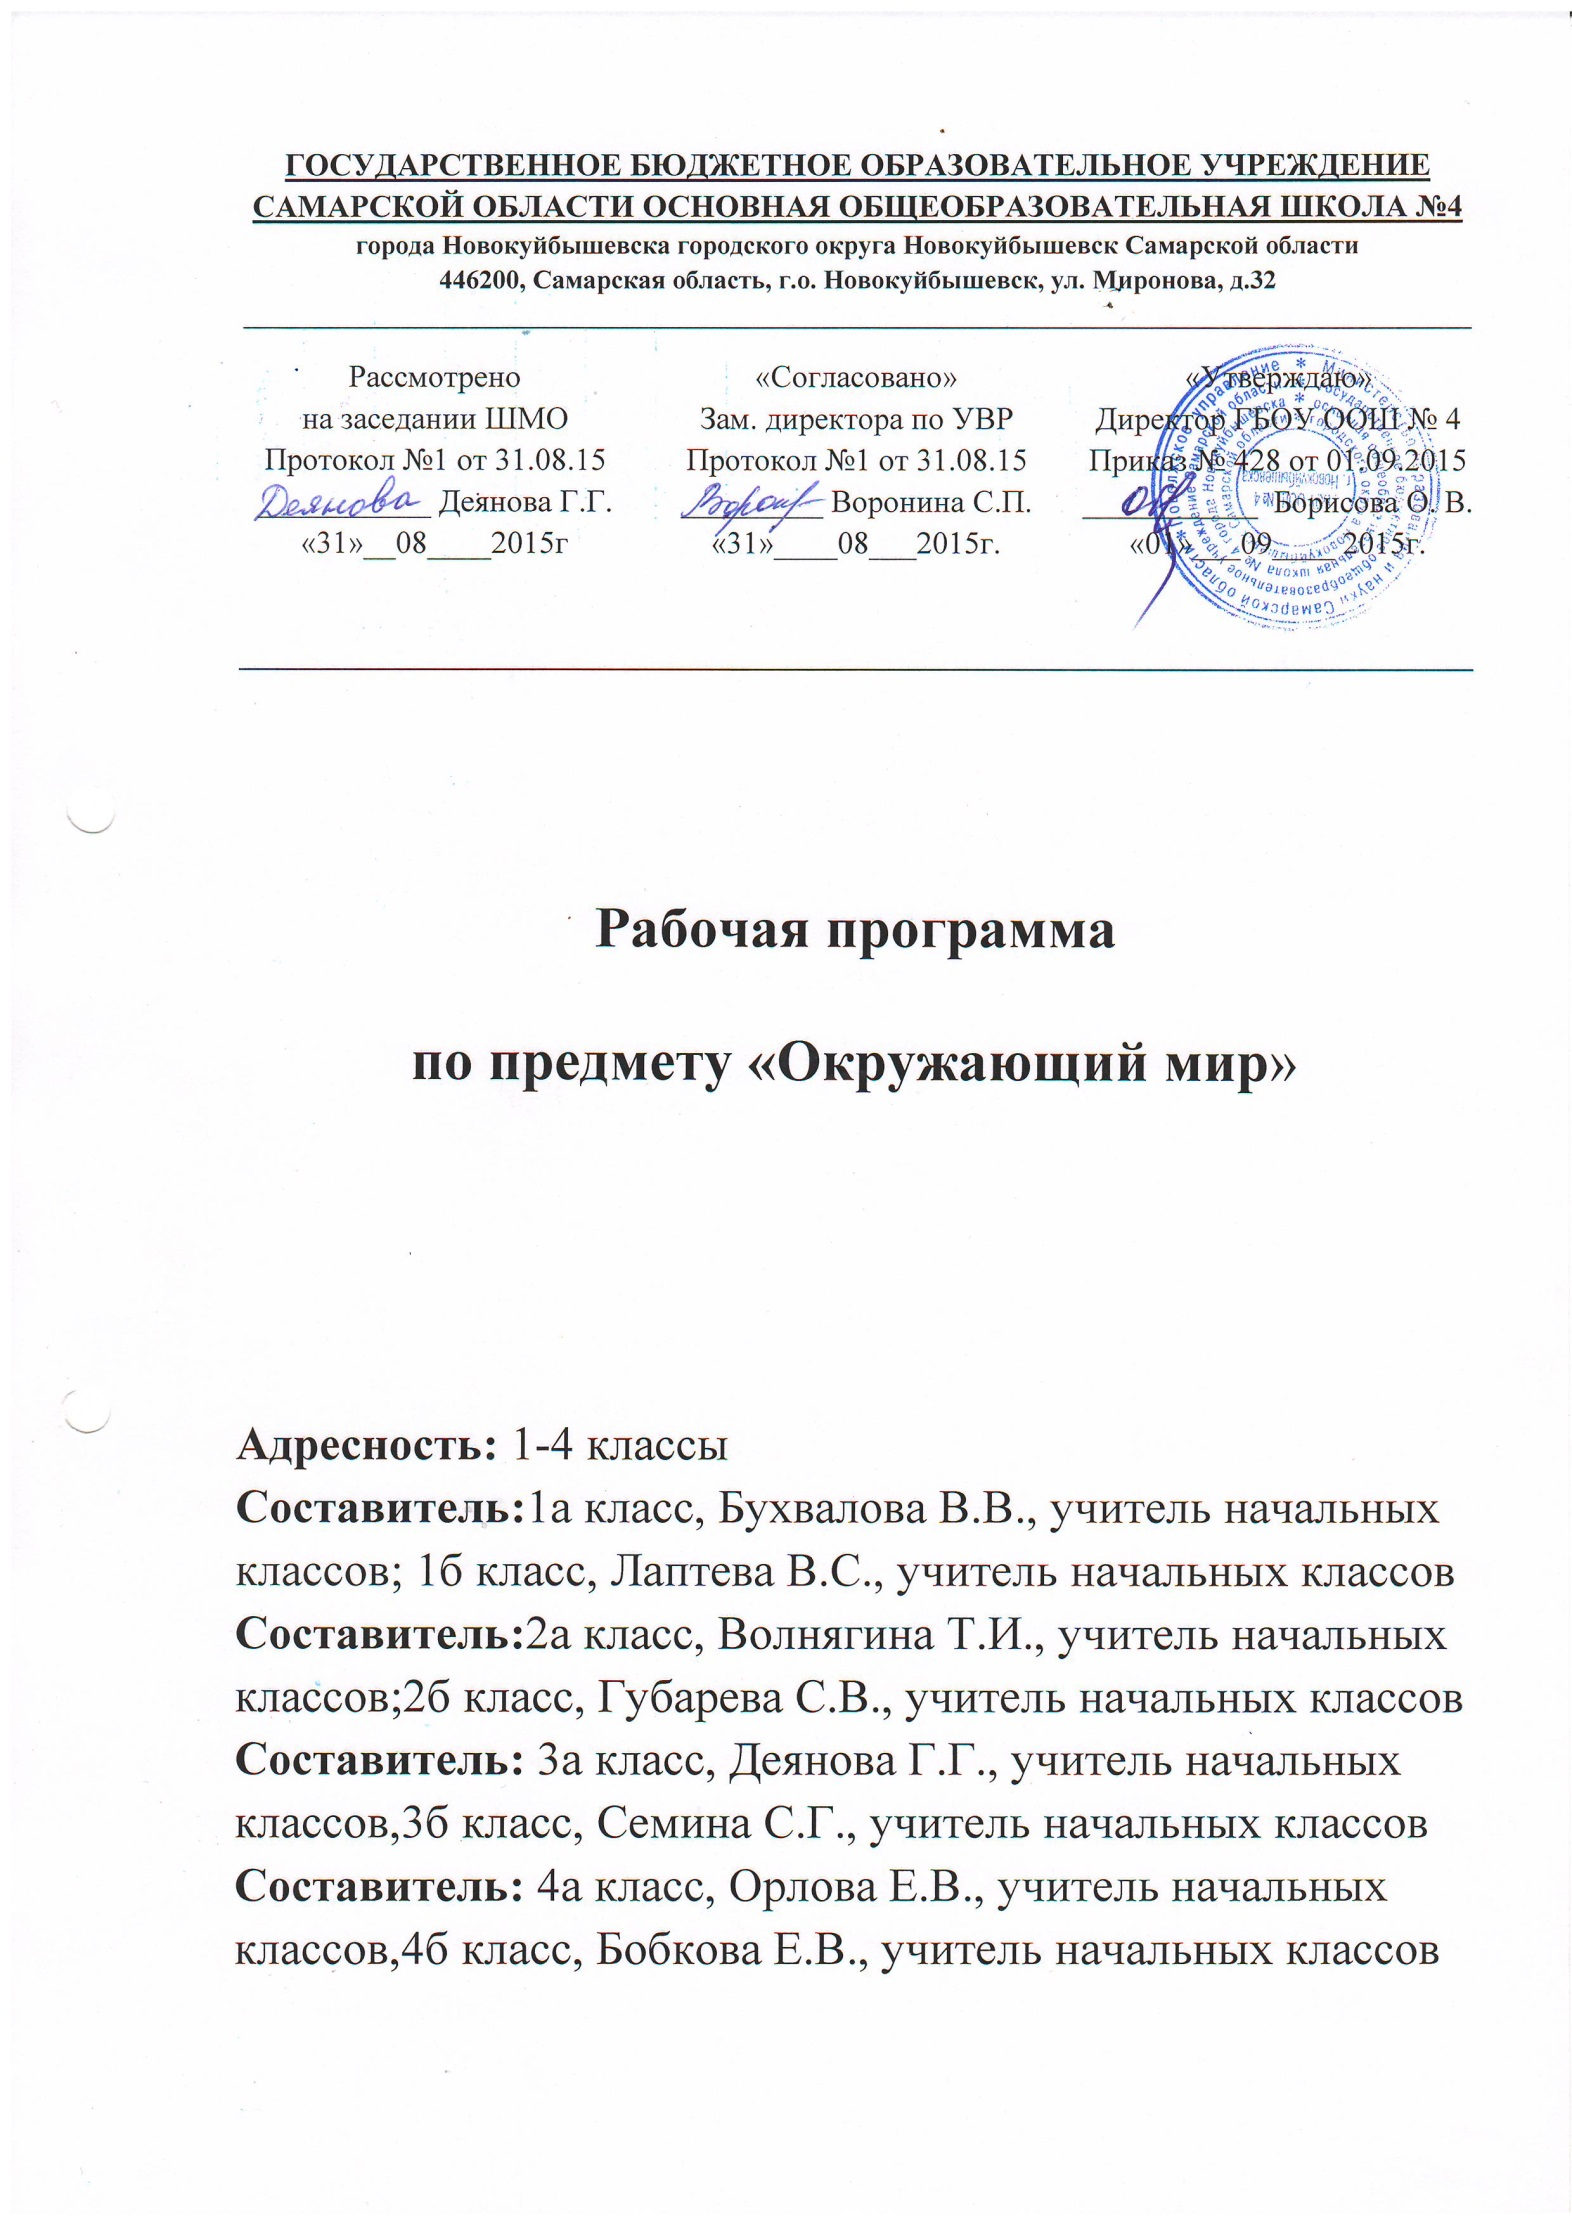 ГОСУДАРСТВЕННОЕ БЮДЖЕТНОЕ ОБРАЗОВАТЕЛЬНОЕ УЧРЕЖДЕНИЕ
САМАРСКОЙ ОБЛАСТИ ОСНОВНАЯ ОБЩЕОБРАЗОВАТЕЛЬНАЯ ШКОЛА №4
города Новокуйбышевска городского округа Новокуйбышевск Самарской области
446200, Самарская область, г.о. Новокуйбышевск, ул. Миронова, д.32
Рассмотрено
на заседании ШМО
Протокол №1 от 31.08.15
Деянова Деянова Г.Г.
«31»__08____2015г
«Согласовано»
Зам. директора по УВР
Протокол №1 от 31.08.15
Воронина С.П.
«31»____08___2015г.
«Утверждаю»
Директор ГБОУ ООШ № 4
Приказ № 428 от 01.09.2015
Борисова О. В.
«01»___09____ 2015г.
Рабочая программа
по предмету «Окружающий мир»
Адресность: 1-4 классы
Составитель:1а класс, Бухвалова В.В., учитель начальных
классов; 1б класс, Лаптева В.С., учитель начальных классов
Составитель:2а класс, Волнягина Т.И., учитель начальных
классов;2б класс, Губарева С.В., учитель начальных классов
Составитель: 3а класс, Деянова Г.Г., учитель начальных
классов,3б класс, Семина С.Г., учитель начальных классов
Составитель: 4а класс, Орлова Е.В., учитель начальных
классов,4б класс, Бобкова Е.В., учитель начальных классов